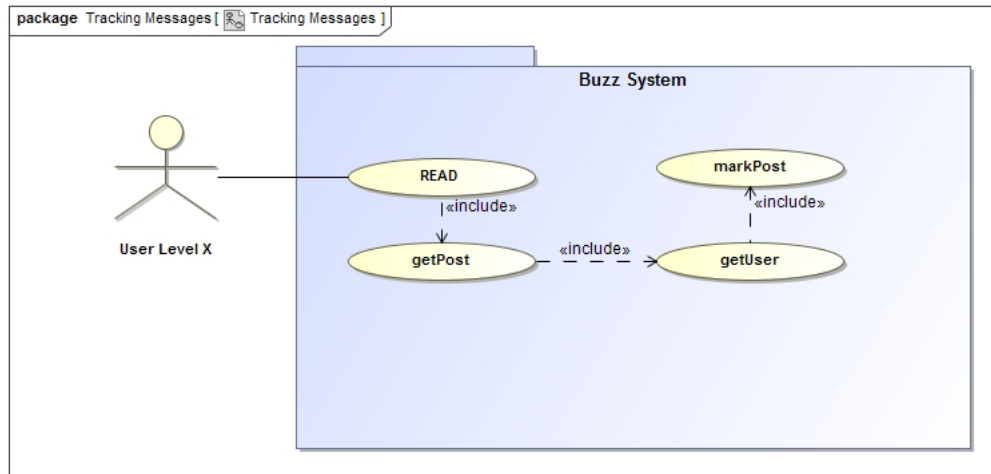 package Tracking Messages [ Tracking Messages ]
Buzz System
READ
markPost
«include»
«include»
User Level X
getPost
«include»
getUser